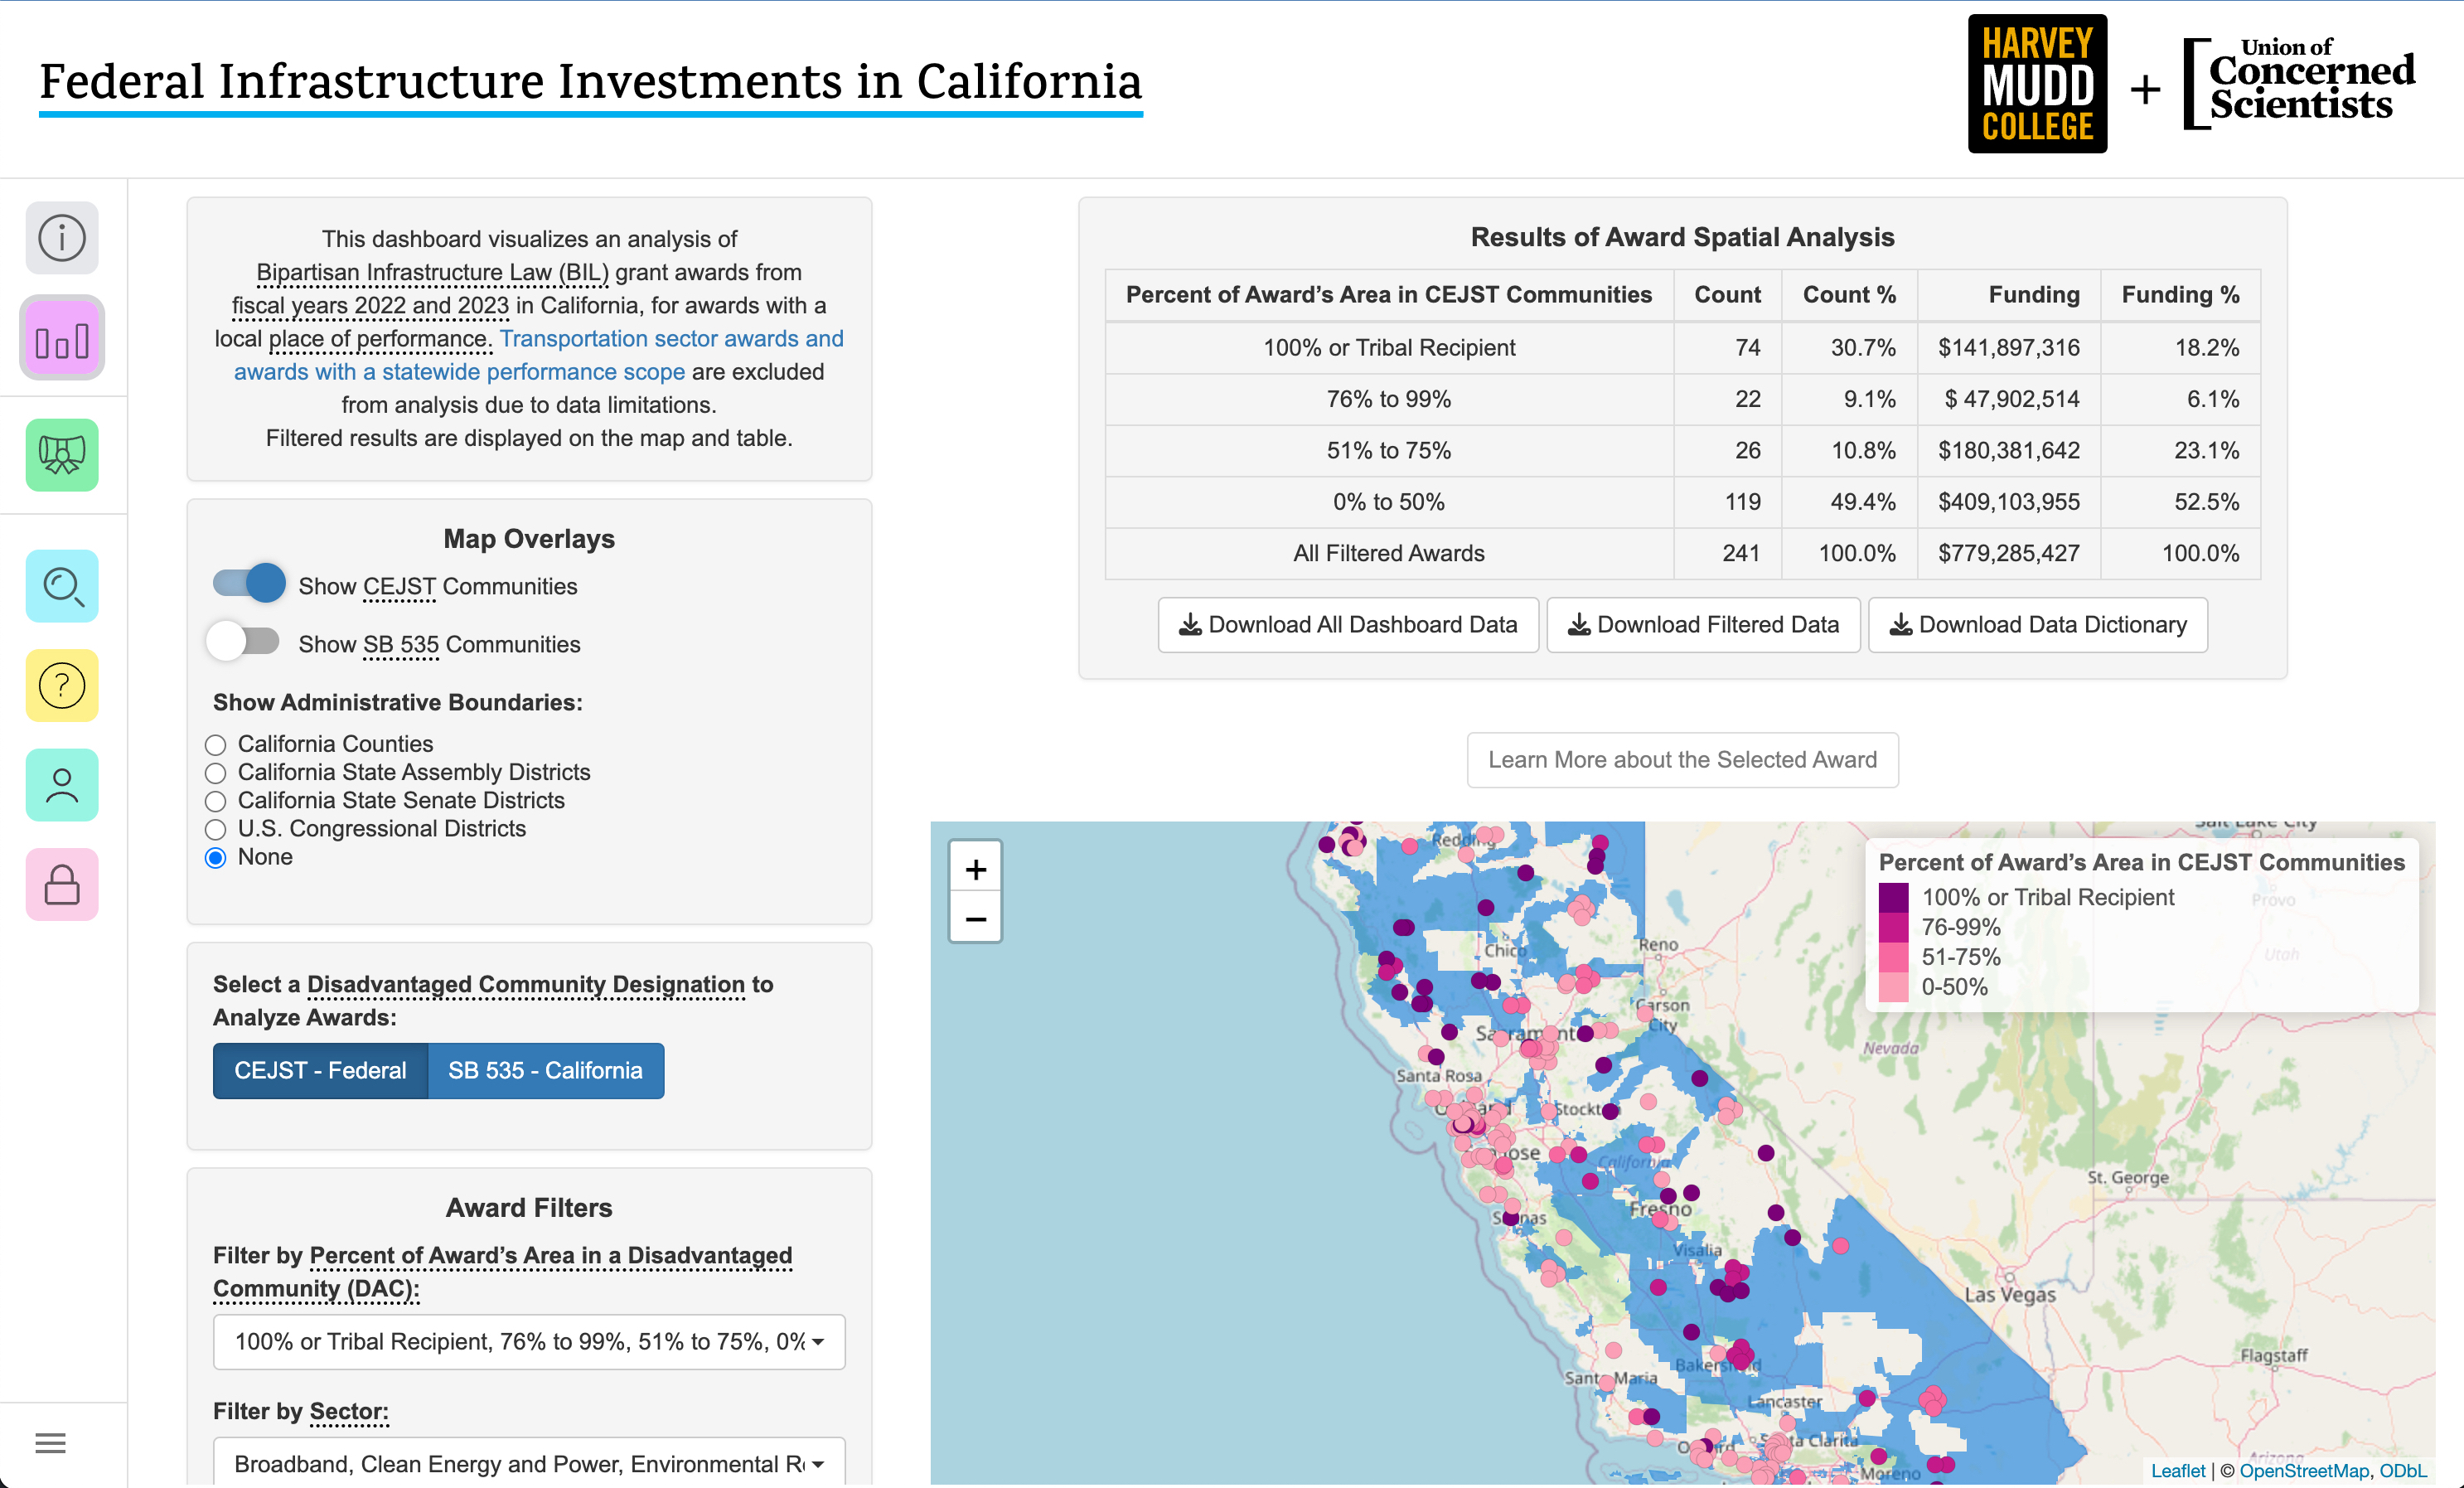 Federal Infrastructure Investments in California
HARVEY
MUDD
COLLEGE
+
Union of
Concerned
Scientists
This dashboard visualizes an analysis of
Bipartisan Infrastructure Law (BIL) grant awards from
fiscal years 2022 and 2023 in California, for awards with a
local place of performance. Transportation sector awards and
awards with a statewide performance scope are excluded
from analysis due to data limitations.
Filtered results are displayed on the map and table.
Map Overlays
Show CEJST Communities
Show SB 535 Communities
Show Administrative Boundaries:
California Counties
California State Assembly Districts
California State Senate Districts
U.S. Congressional Districts
None
Select a Disadvantaged Community Designation to
Analyze Awards:
CEJST - Federal SB 535 - California
Award Filters
Filter by Percent of Award's Area in a Disadvantaged
Community (DAC):
100% or Tribal Recipient, 76% to 99%, 51% to 75%, 0%
Filter by Sector:
Broadband, Clean Energy and Power, Environmental R
Results of Award Spatial Analysis
Percent of Award's Area in CEJST Communities Count Count % Funding Funding %
100% or Tribal Recipient 74 30.7% $141,897,316 18.2%
76% to 99% 22 9.1% $ 47,902,514 6.1%
51% to 75% 26 10.8% $180,381,642 23.1%
0% to 50% 119 49.4% $409,103,955 52.5%
All Filtered Awards 241 100.0% $779,285,427 100.0%
Download All Dashboard Data Download Filtered Data Download Data Dictionary
Learn More about the Selected Award
+
−
Percent of Award's Area in CEJST Communities
100% or Tribal Recipient
76-99%
51-75%
0-50%
Salt Lake City
Provo
Utah
Redding
Chico
Reno
Carson
City
Nevada
Santa Rosa
California
Fresno
Visalia
St. George
Las Vegas
Santa Maria
Lancaster
Flagstaff
Moreno
Arizona
Leaflet | © OpenStreetMap, ODbL